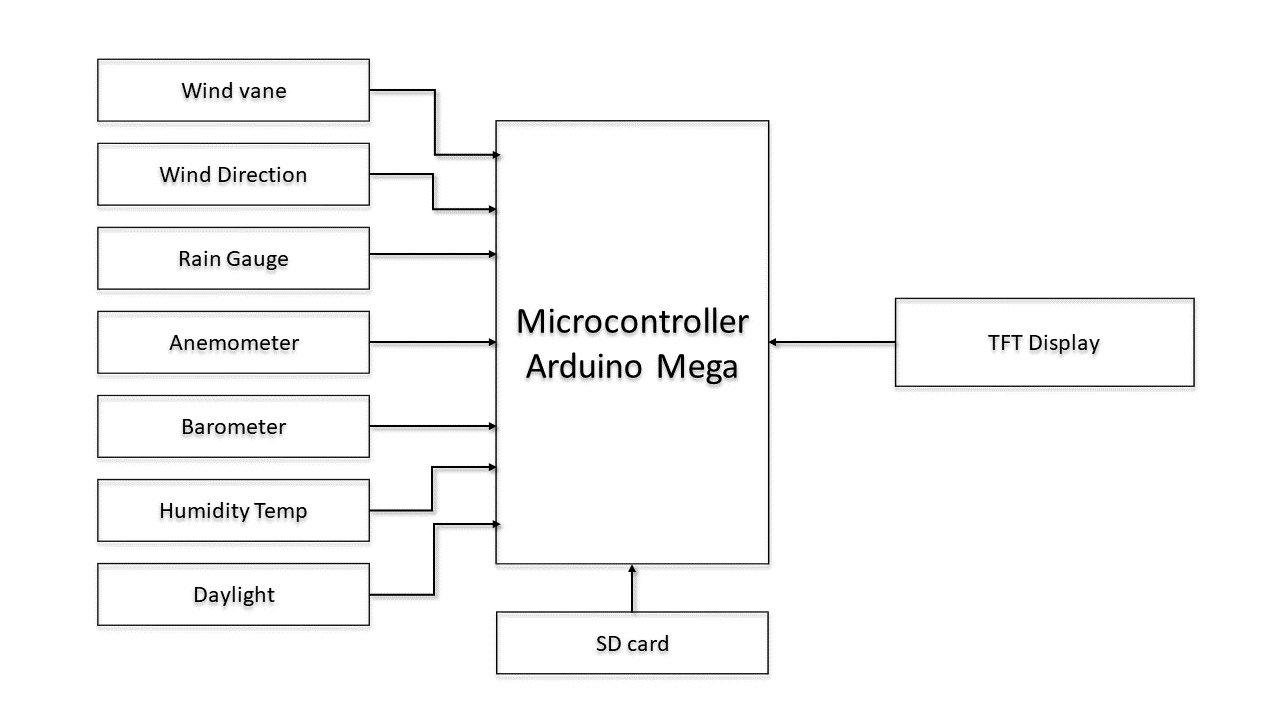 Wind vane
Wind Direction
Rain Gauge
Anemometer
Barometer
Humidity Temp
Daylight
Microcontroller
Arduino Mega
SD card
TFT Display